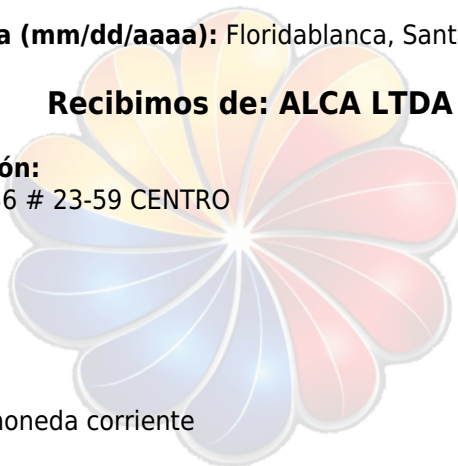 a (mm/dd/aaaa): Floridablanca, Sant
Recibimos de: ALCA LTDA
ón:
6 # 23-59 CENTRO
moneda corriente